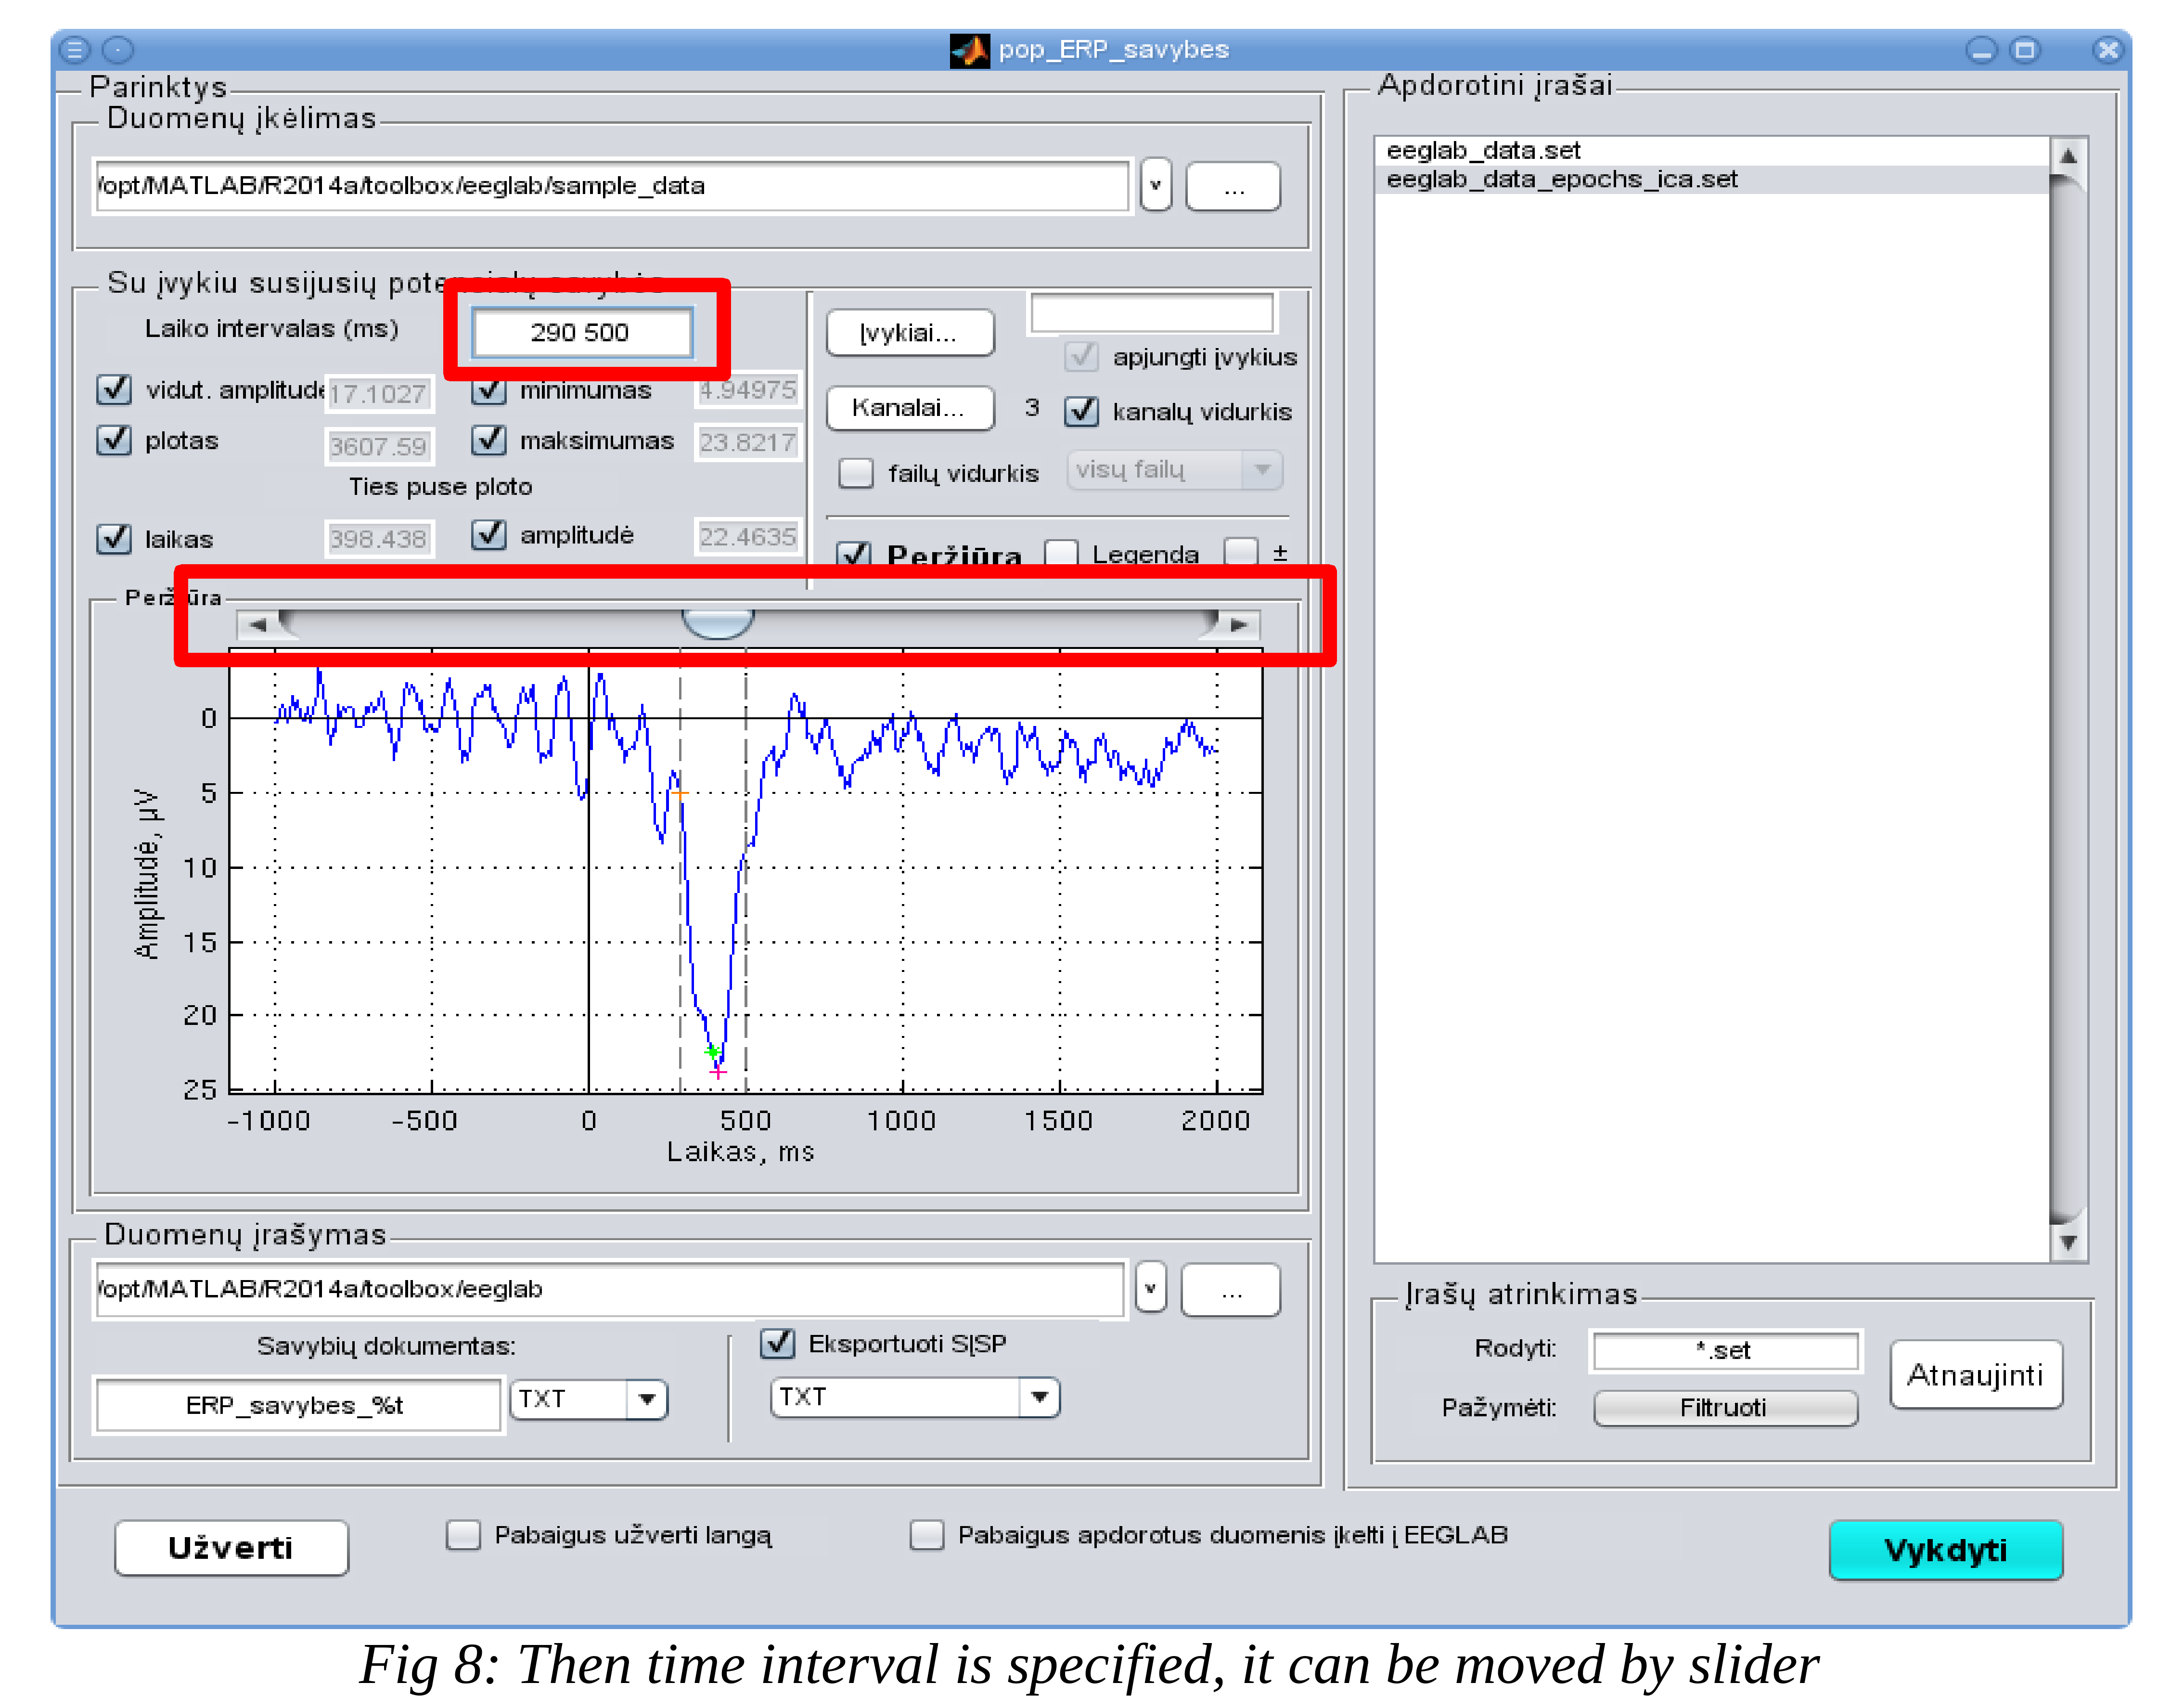 pop_ERP_savybes
Parinktys
Duomenų įkėlimas
/opt/MATLAB/R2014a/toolbox/eeglab/sample_data
v
...
Su įvykiu susijusių potencialų savybės
Laiko intervalas (ms)
290 500
vidut. amplitudė
17.1027
minimumas
4.94975
plotas
3607.59
maksimumas
23.8217
Ties puse ploto
laikas
398.438
amplitudė
22.4635
Įvykiai...
apjungti įvykius
Kanalai...
3
kanalų vidurkis
failų vidurkis
visų failų
Peržiūra
Legenda
±
Peržiūra
0
5
10
15
20
25
Amplitudė, µV
-1000
-500
0
500
1000
1500
2000
Laikas, ms
Duomenų įrašymas
/opt/MATLAB/R2014a/toolbox/eeglab
v
...
Savybių dokumentas:
ERP_savybes_%t
TXT
Eksportuoti SĮSP
TXT
Apdorotini įrašai
eeglab_data.set
eeglab_data_epochs_ica.set
Įrašų atrinkimas
Rodyti:
*.set
Pažymėti:
Filtruoti
Atnaujinti
Užverti
Pabaigus užverti langą
Pabaigus apdorotus duomenis įkelti į EEGLAB
Vykdyti
Fig 8: Then time interval is specified, it can be moved by slider